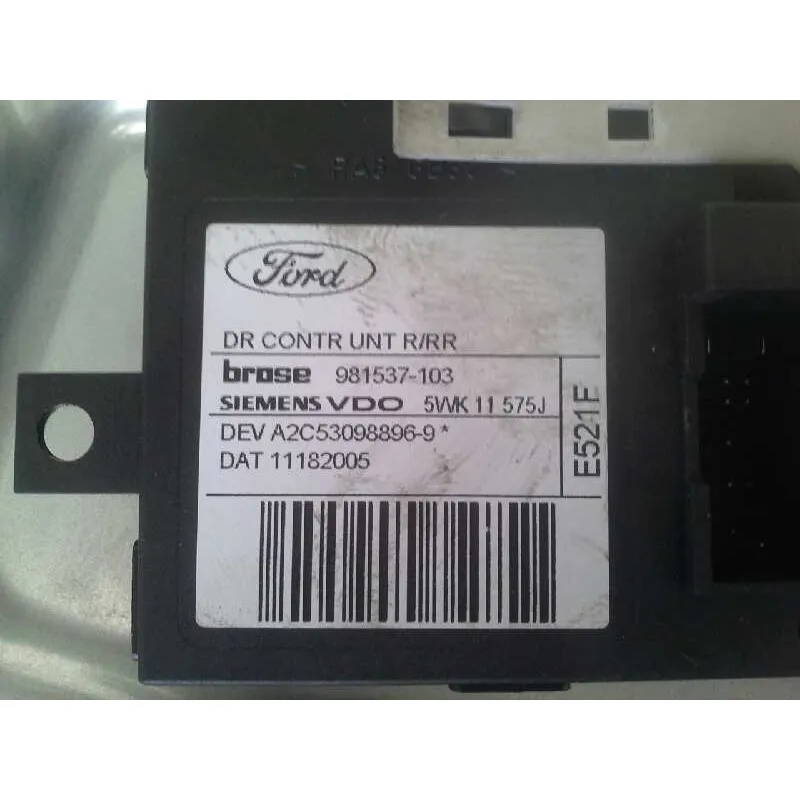 Ford
DR CONTR UNT R/RR
brose 981537-103
SIEMENS VDO 5WK 11 575J
DEV A2C53098896-9 *
DAT 11182005
E521F